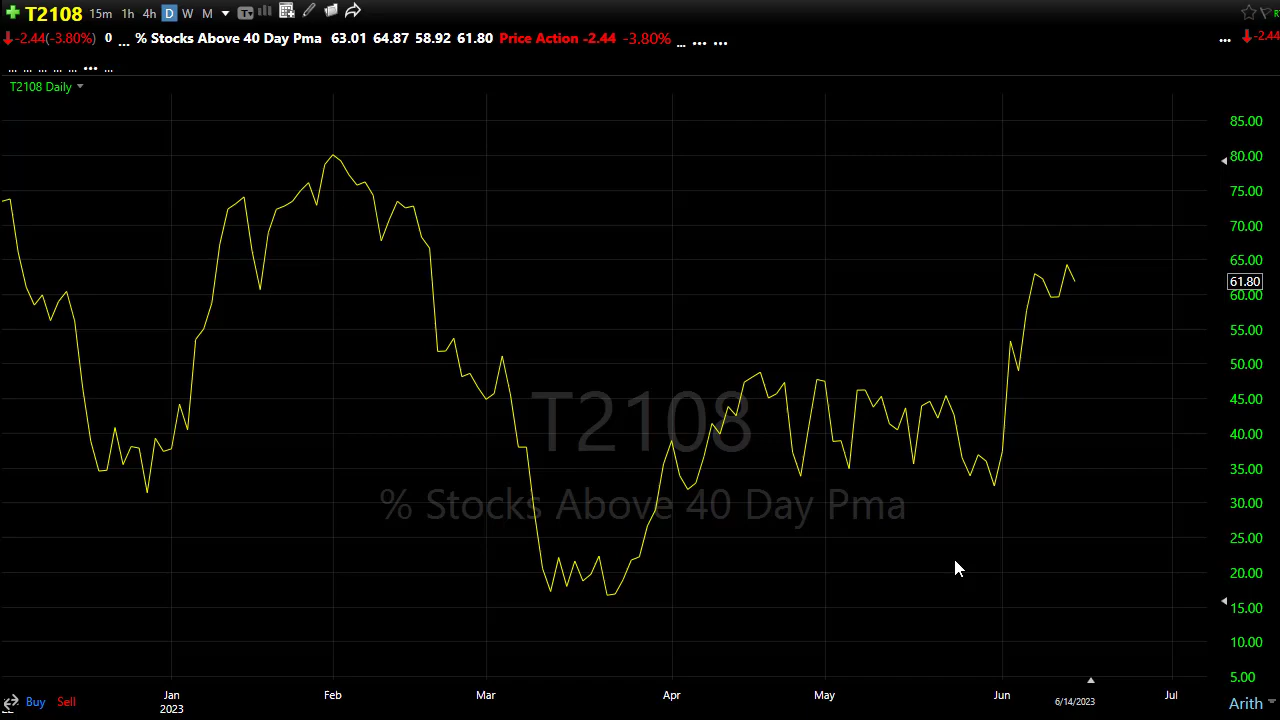 T2108 15m 1h 4h D W M
-2.44(-3.80%) 0 ... % Stocks Above 40 Day Pma 63.01 64.87 58.92 61.80 Price Action -2.44 -3.80% ... ... ... ... -2.44
... ... ... ... ... ... ...
T2108 Daily
85.00
80.00
75.00
70.00
65.00
61.80
60.00
55.00
50.00
45.00
40.00
35.00
30.00
25.00
20.00
15.00
10.00
5.00
T2108
% Stocks Above 40 Day Pma
Buy Sell
Jan Feb Mar Apr May Jun Jul
2023 6/14/2023
Arith